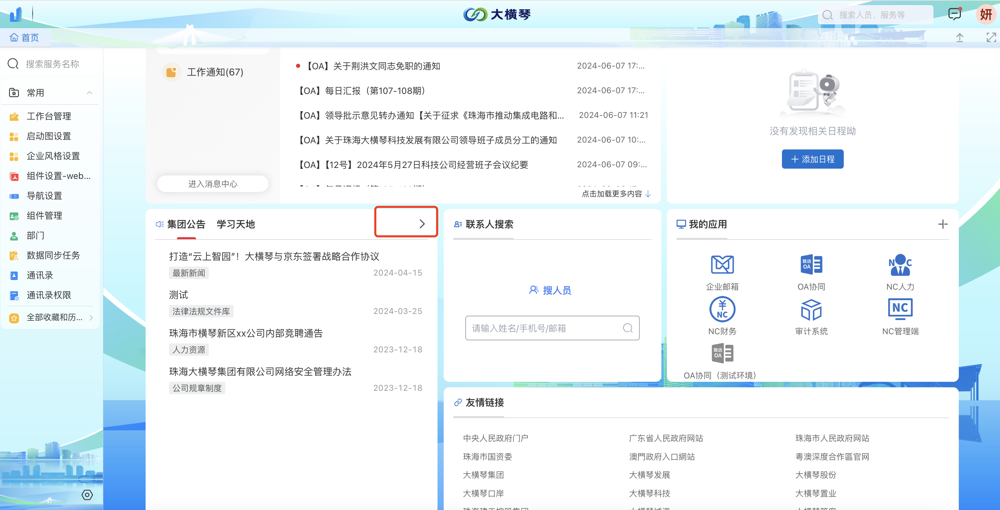 大横琴
搜索人员、服务等
妍
首页
搜索服务名称
常用
工作台管理
启动图设置
企业风格设置
组件设置-web...
导航设置
组件管理
部门
数据同步任务
通讯录
通讯录权限
全部收藏和历...
工作通知(67)
进入消息中心
【OA】关于荆洪文同志免职的通知 2024-06-07 17:...
【OA】每日汇报（第107-108期） 2024-06-07 17:...
【OA】领导批示意见转办通知【关于征求《珠海市推动集成电路和... 2024-06-07 11:21
【OA】关于珠海大横琴科技发展有限公司领导班子成员分工的通知 2024-06-07 10:...
【OA】【12号】2024年5月27日科技公司经营班子会议纪要 2024-06-07 09:...
点击加载更多内容
没有发现相关日程呦
添加日程
集团公告 学习天地
打造“云上智园”！大横琴与京东签署战略合作协议
最新新闻 2024-04-15
测试
法律法规文件库 2024-03-25
珠海市横琴新区xx公司内部竞聘通告
人力资源 2023-12-18
珠海大横琴集团有限公司网络安全管理办法
公司规章制度 2023-12-18
联系人搜索
搜人员
请输入姓名/手机号/邮箱
我的应用
致远
OA
N C
企业邮箱 OA协同 NC人力
NC
NC
NC财务 审计系统 NC管理端
致远
OA
OA协同（测试环境）
友情链接
中央人民政府门户 广东省人民政府网站 珠海市人民政府网站
珠海市国资委 澳門政府入口網站 粤澳深度合作區官网
大横琴集团 大横琴发展 大横琴股份
大横琴口岸 大横琴科技 大横琴置业